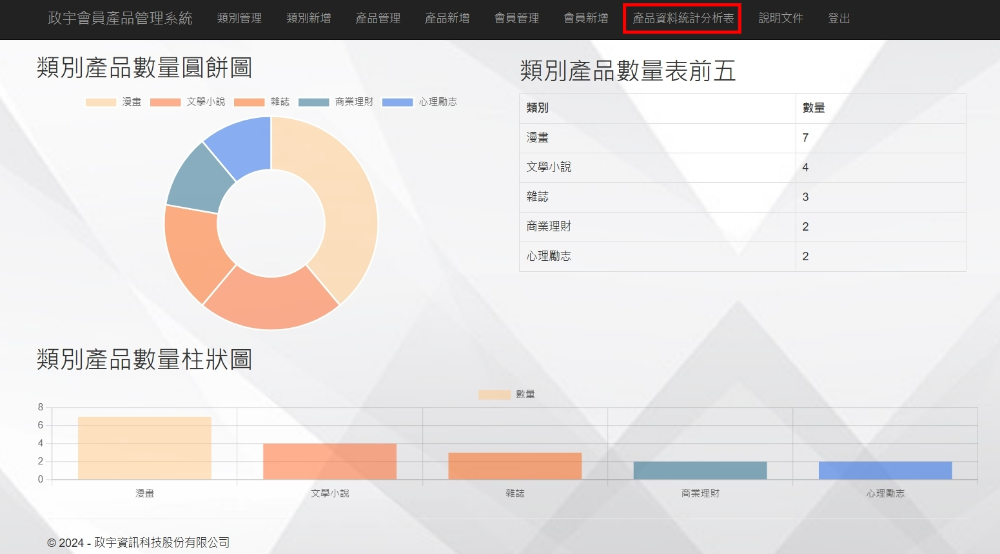 政宇會員產品管理系統 類別管理 類別新增 產品管理 產品新增 會員管理 會員新增 產品資料統計分析表 說明文件 登出
類別產品數量圓餅圖
漫畫 文學小說 雜誌 商業理財 心理勵志
類別產品數量表前五
類別 數量
漫畫 7
文學小說 4
雜誌 3
商業理財 2
心理勵志 2
類別產品數量柱狀圖
數量
8
6
4
2
0
漫畫 文學小說 雜誌 商業理財 心理勵志
© 2024 - 政宇資訊科技股份有限公司